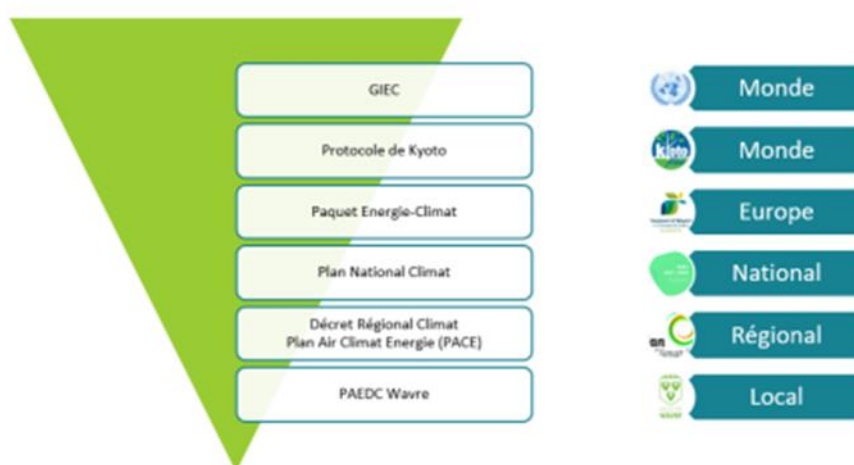 GIEC
Monde
Protocole de Kyoto
Monde
Paquet Energie-Climat
Europe
Plan National Climat
National
Décret Régional Climat
Plan Air Climat Energie (PACE)
Régional
PAEDC Wavre
Local